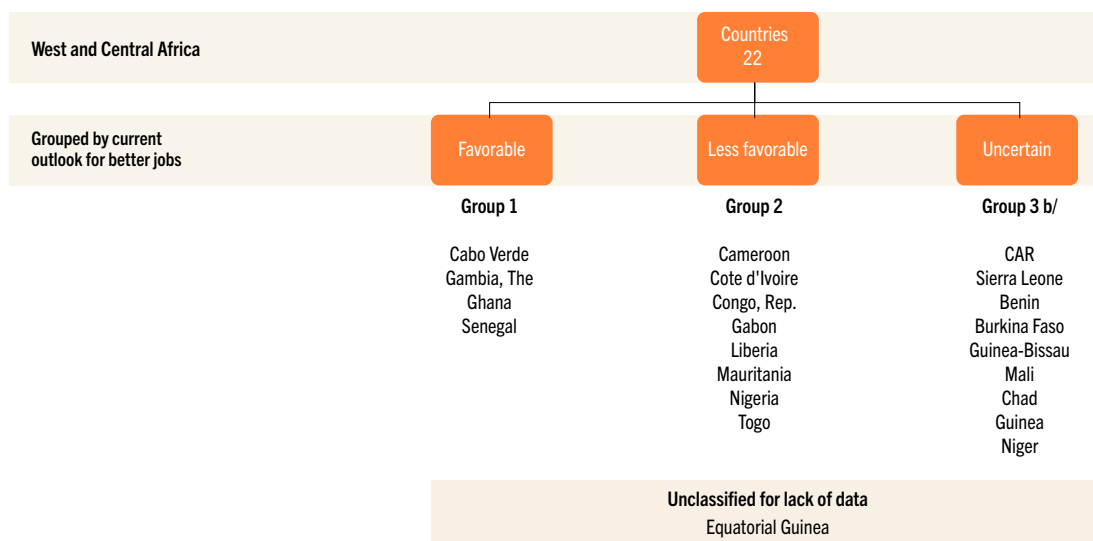 West and Central Africa
Countries
22
Grouped by current
outlook for better jobs
Favorable
Less favorable
Uncertain
Group 1
Group 2
Group 3 b/
Cabo Verde
Gambia, The
Ghana
Senegal
Cameroon
Cote d'Ivoire
Congo, Rep.
Gabon
Liberia
Mauritania
Nigeria
Togo
CAR
Sierra Leone
Benin
Burkina Faso
Guinea-Bissau
Mali
Chad
Guinea
Niger
Unclassified for lack of data
Equatorial Guinea